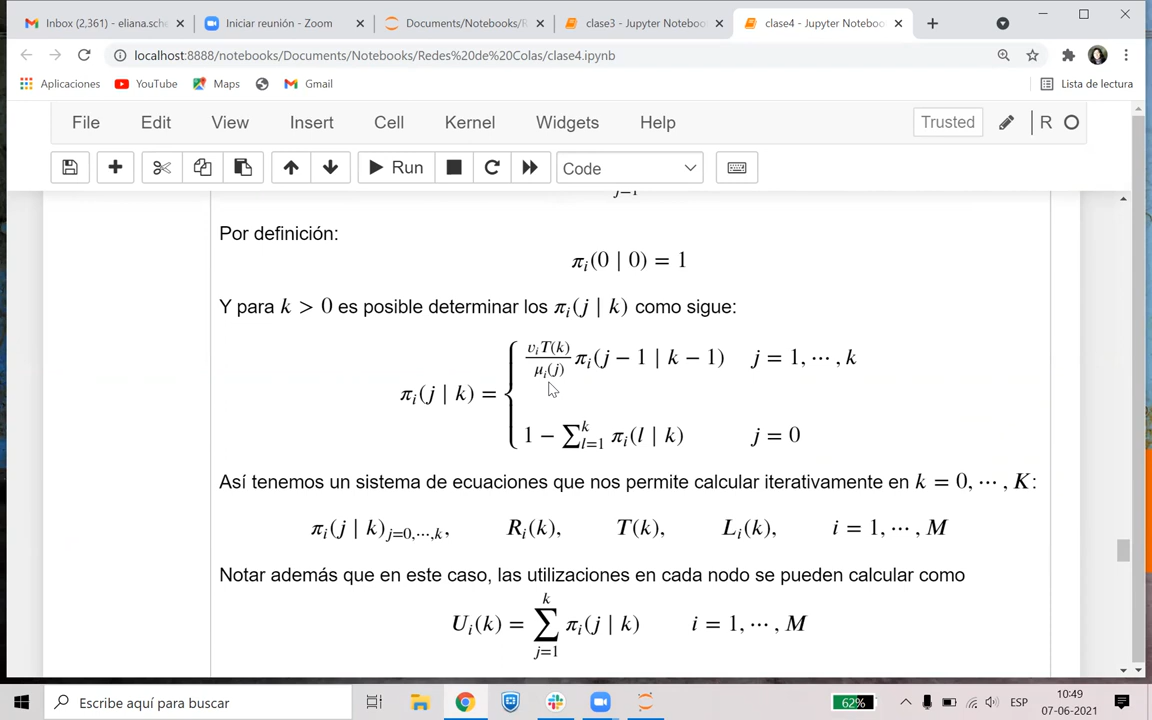 Inbox (2,361) - eliana.sche
Iniciar reunión - Zoom
Documents/Notebooks/R
clase3 - Jupyter Noteboo
clase4 - Jupyter Noteboo
localhost:8888/notebooks/Documents/Notebooks/Redes%20de%20Colas/clase4.ipynb
Aplicaciones YouTube Maps Gmail Lista de lectura
File Edit View Insert Cell Kernel Widgets Help Trusted R
Run Code
j=1
Por definición:
π_i(0 | 0) = 1
Y para k > 0 es posible determinar los π_i(j | k) como sigue:
π_i(j | k) = { \frac{v_i T(k)}{μ_i(j)} π_i(j − 1 | k − 1) j = 1, ⋯ , k
1 − ∑_{l=1}^{k} π_i(l | k) j = 0
Así tenemos un sistema de ecuaciones que nos permite calcular iterativamente en k = 0, ⋯ , K:
π_i(j | k)_{j=0,⋯,k}, R_i(k), T(k), L_i(k), i = 1, ⋯ , M
Notar además que en este caso, las utilizaciones en cada nodo se pueden calcular como
U_i(k) = ∑_{j=1}^{k} π_i(j | k) i = 1, ⋯ , M
Escribe aquí para buscar
62%
ESP
10:49
07-06-2021